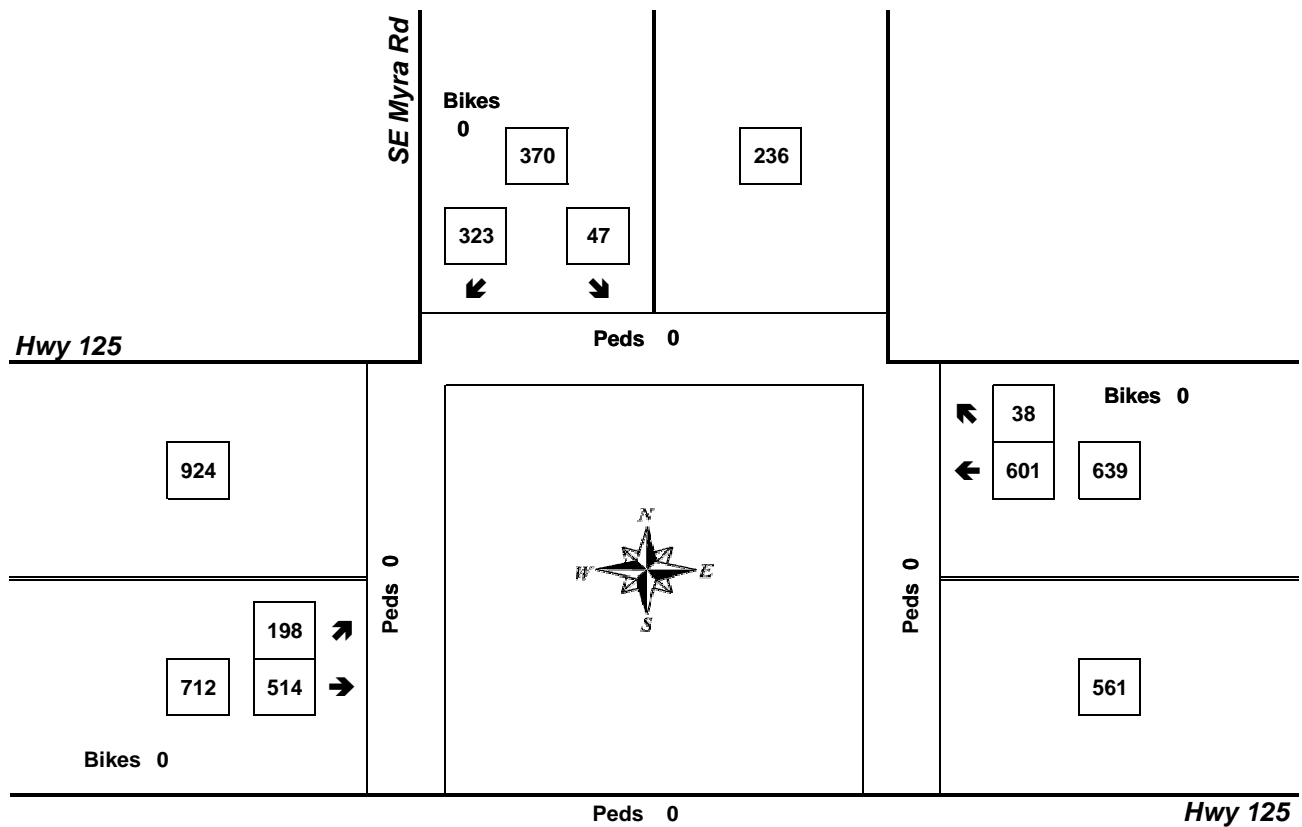 SE Myra Rd
Bikes
0
370
236
323
47
Peds 0
Hwy 125
Bikes 0
38
924
601
639
N
W
E
S
Peds 0
Peds 0
198
712
514
561
Bikes 0
Peds 0
Hwy 125